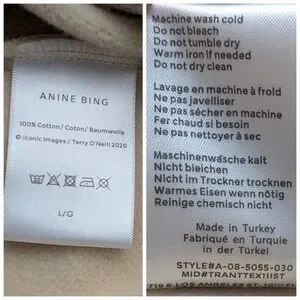 ANINE BING
100% Cotton/ Coton/ Baumwolle
© Iconic Images / Terry O'Neill 2020
L/G
Machine wash cold
Do not bleach
Do not tumble dry
Warm iron if needed
Do not dry clean
Lavage en machine à froid
Ne pas javelliser
Ne pas sécher en machine
Fer chaud si besoin
Ne pas nettoyer à sec
Maschinenwäsche kalt
Nicht bleichen
Nicht im Trockner trocknen
Warmes Eisen wenn nötig
Reinige chemisch nicht
Made in Turkey
Fabriqué en Turquie
in der Türkei
STYLE#A-08-5055-030
MID#TRANTTEX111IST
LOS ANGELES